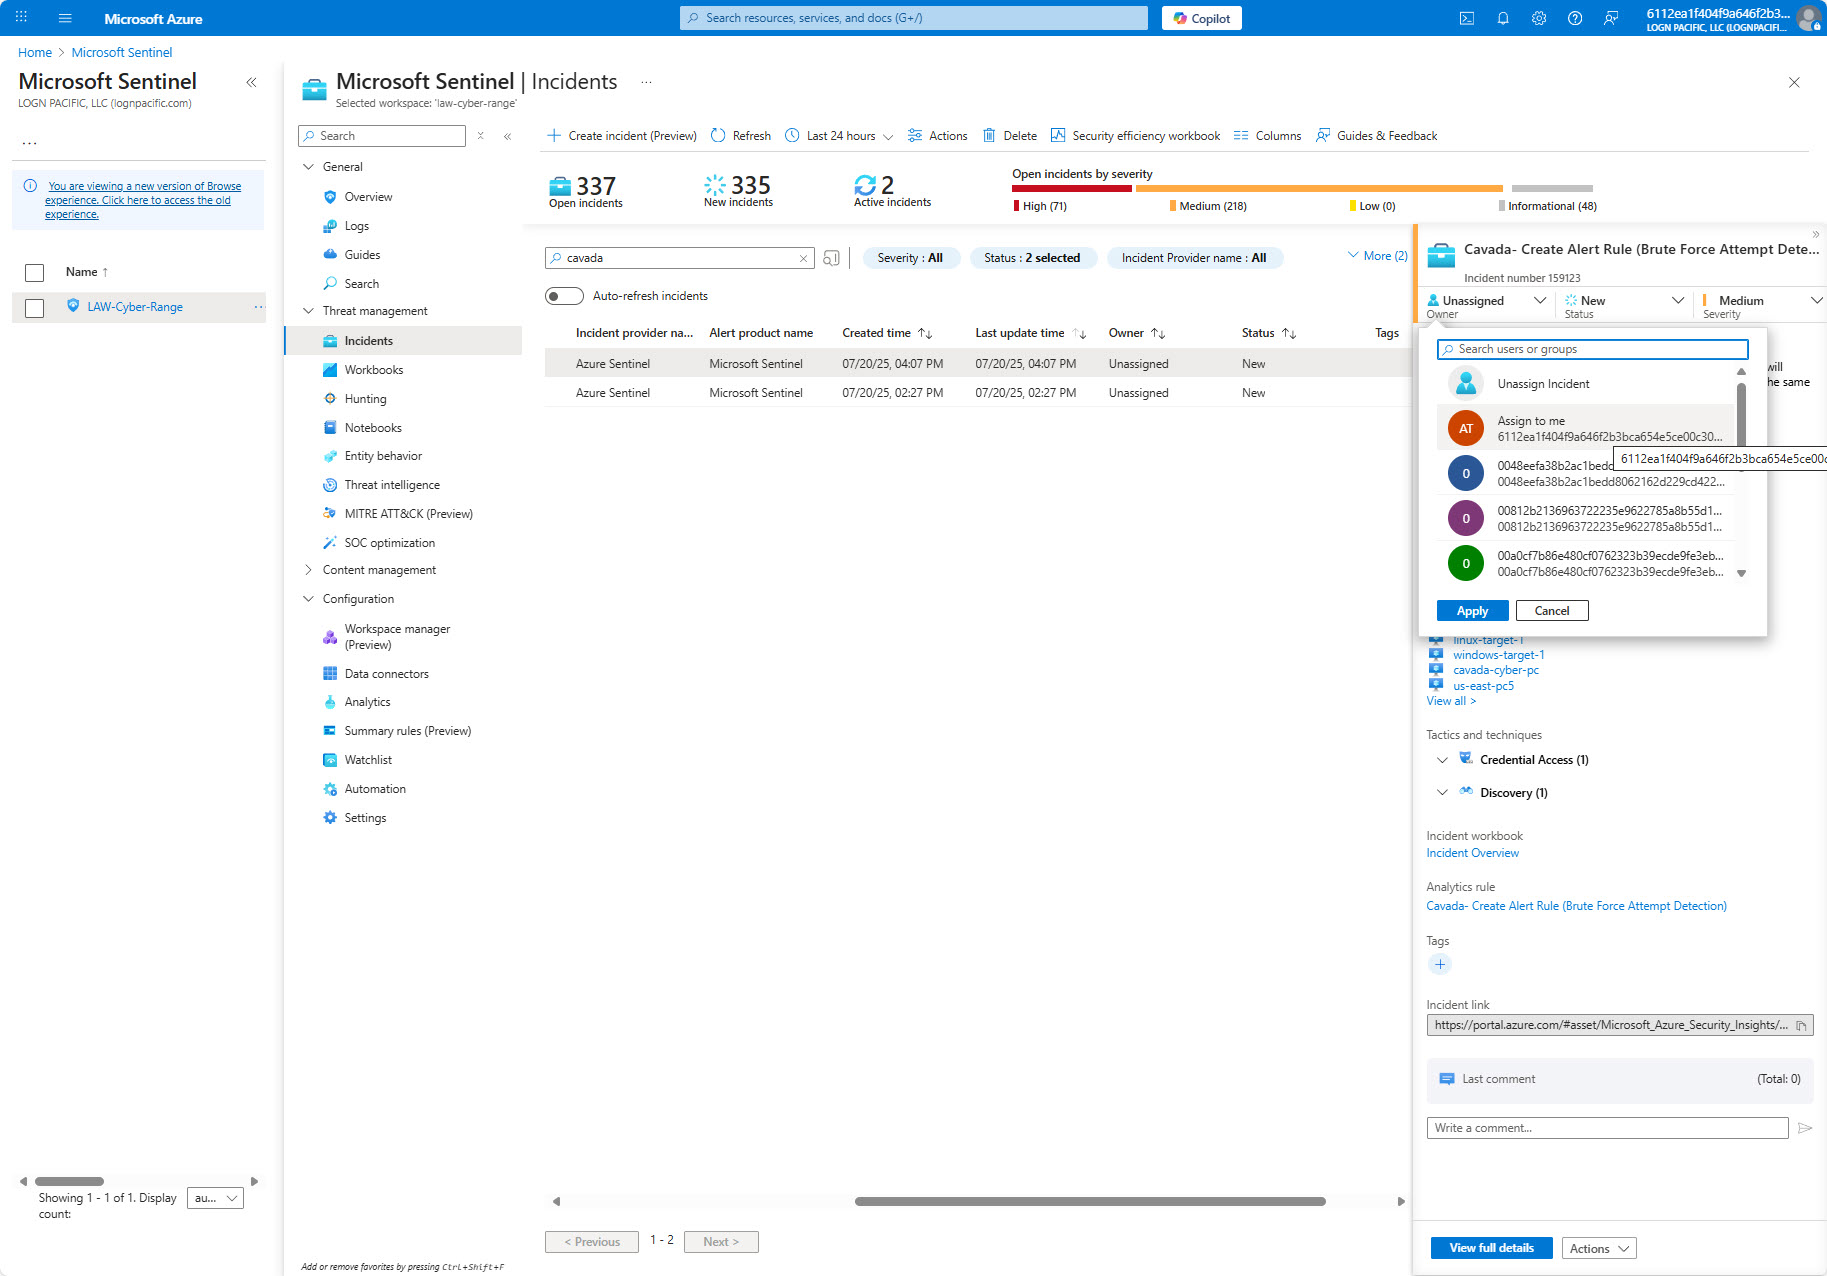 Microsoft Azure
Search resources, services, and docs (G+/)
Copilot
6112ea1f404f9a646f2b3...
LOGN PACIFIC, LLC (LOGNPACIFI...
Home > Microsoft Sentinel
Microsoft Sentinel
LOGN PACIFIC, LLC (lognpacific.com)
...
You are viewing a new version of Browse
experience. Click here to access the old
experience.
Name ↑
LAW-Cyber-Range
Showing 1 - 1 of 1. Display
count:
au...
Microsoft Sentinel | Incidents
...
Selected workspace: 'law-cyber-range'
Search
General
Overview
Logs
Guides
Search
Threat management
Incidents
Workbooks
Hunting
Notebooks
Entity behavior
Threat intelligence
MITRE ATT&CK (Preview)
SOC optimization
Content management
Configuration
Workspace manager
(Preview)
Data connectors
Analytics
Summary rules (Preview)
Watchlist
Automation
Settings
Add or remove favorites by pressing Ctrl+Shift+F
Create incident (Preview) Refresh Last 24 hours Actions Delete Security efficiency workbook Columns Guides & Feedback
337
Open incidents
335
New incidents
2
Active incidents
Open incidents by severity
High (71) Medium (218) Low (0) Informational (48)
cavada
Severity : All Status : 2 selected Incident Provider name : All
More (2)
Auto-refresh incidents
Incident provider na... Alert product name Created time ↑↓ Last update time ↑↓ Owner ↑↓ Status ↑↓ Tags
Azure Sentinel Microsoft Sentinel 07/20/25, 04:07 PM 07/20/25, 04:07 PM Unassigned New
Azure Sentinel Microsoft Sentinel 07/20/25, 02:27 PM 07/20/25, 02:27 PM Unassigned New
< Previous 1 - 2 Next >
Cavada- Create Alert Rule (Brute Force Attempt Dete...
Incident number 159123
Unassigned New Medium
Owner Status Severity
Search users or groups
will
he same
Unassign Incident
AT
Assign to me
6112ea1f404f9a646f2b3bca654e5ce00c30...
6112ea1f404f9a646f2b3bca654e5ce00
0
0048eefa38b2ac1bedd
0048eefa38b2ac1bedd8062162d229cd422...
0
00812b2136963722235e9622785a8b55d1...
00812b2136963722235e9622785a8b55d1...
0
00a0cf7b86e480cf0762323b39ecde9fe3eb...
00a0cf7b86e480cf0762323b39ecde9fe3eb...
Apply Cancel
linux-target-1
windows-target-1
cavada-cyber-pc
us-east-pc5
View all >
Tactics and techniques
Credential Access (1)
Discovery (1)
Incident workbook
Incident Overview
Analytics rule
Cavada- Create Alert Rule (Brute Force Attempt Detection)
Tags
Incident link
https://portal.azure.com/#asset/Microsoft_Azure_Security_Insights/...
Last comment (Total: 0)
Write a comment...
View full details Actions